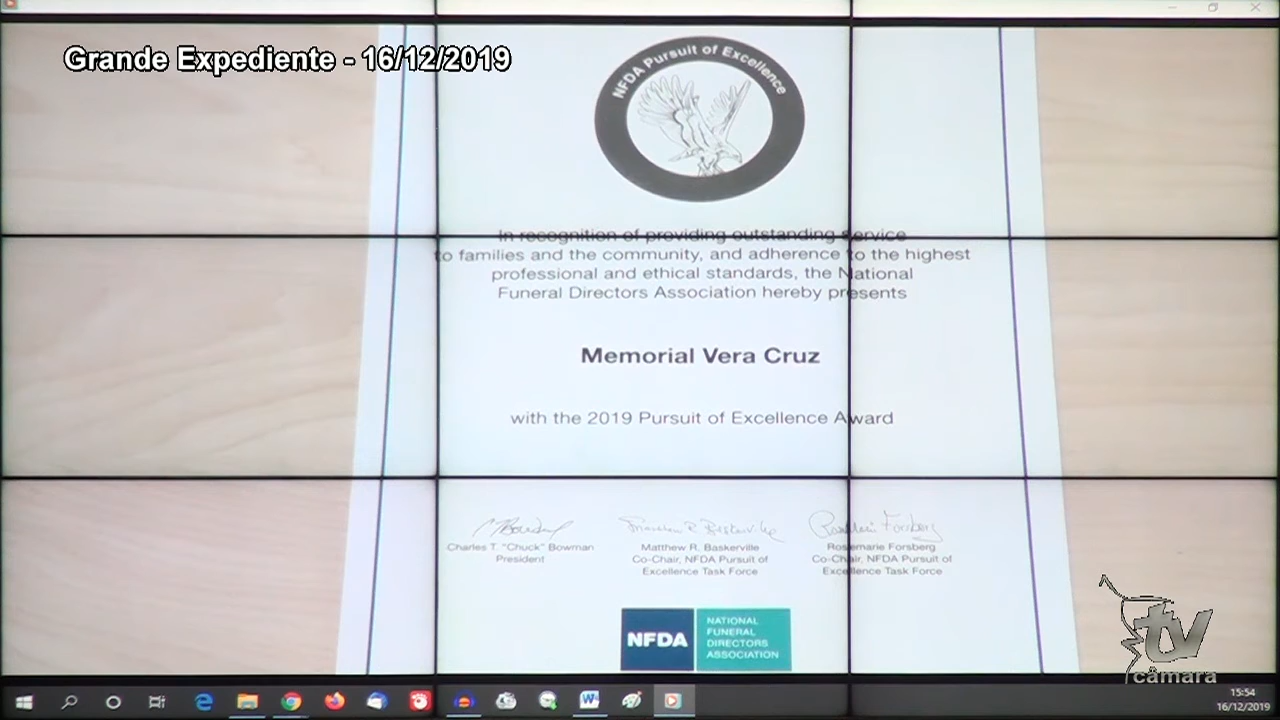 Grande Expediente - 16/12/2019
NFDA Pursuit of Excellence
In recognition of providing outstanding service
to families and the community, and adherence to the highest
professional and ethical standards, the National
Funeral Directors Association hereby presents
Memorial Vera Cruz
with the 2019 Pursuit of Excellence Award
Charles T. "Chuck" Bowman
President
Matthew R. Baskerville
Co-Chair, NFDA Pursuit of
Excellence Task Force
Rosemarie Forsberg
Co-Chair, NFDA Pursuit of
Excellence Task Force
NFDA
NATIONAL
FUNERAL
DIRECTORS
ASSOCIATION
tv
câmara
15:54
16/12/2019